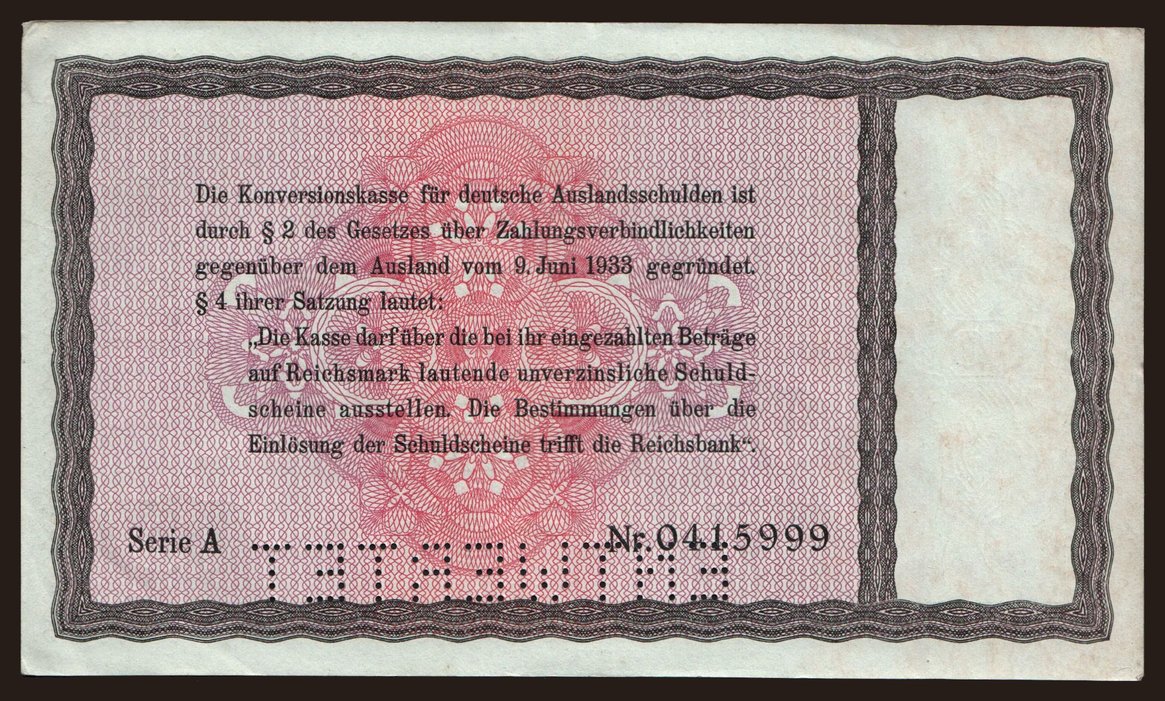 Die Konversionskasse für deutsche Auslandsschulden ist
durch § 2 des Gesetzes über Zahlungsverbindlichkeiten
gegenüber dem Ausland vom 9. Juni 1933 gegründet.
§ 4 ihrer Satzung lautet:
„Die Kasse darf über die bei ihr eingezahlten Beträge
auf Reichsmark lautende unverzinsliche Schuld-
scheine ausstellen. Die Bestimmungen über die
Einlösung der Schuldscheine trifft die Reichsbank“.
Serie A Nr. 0415999
ENTWERTET